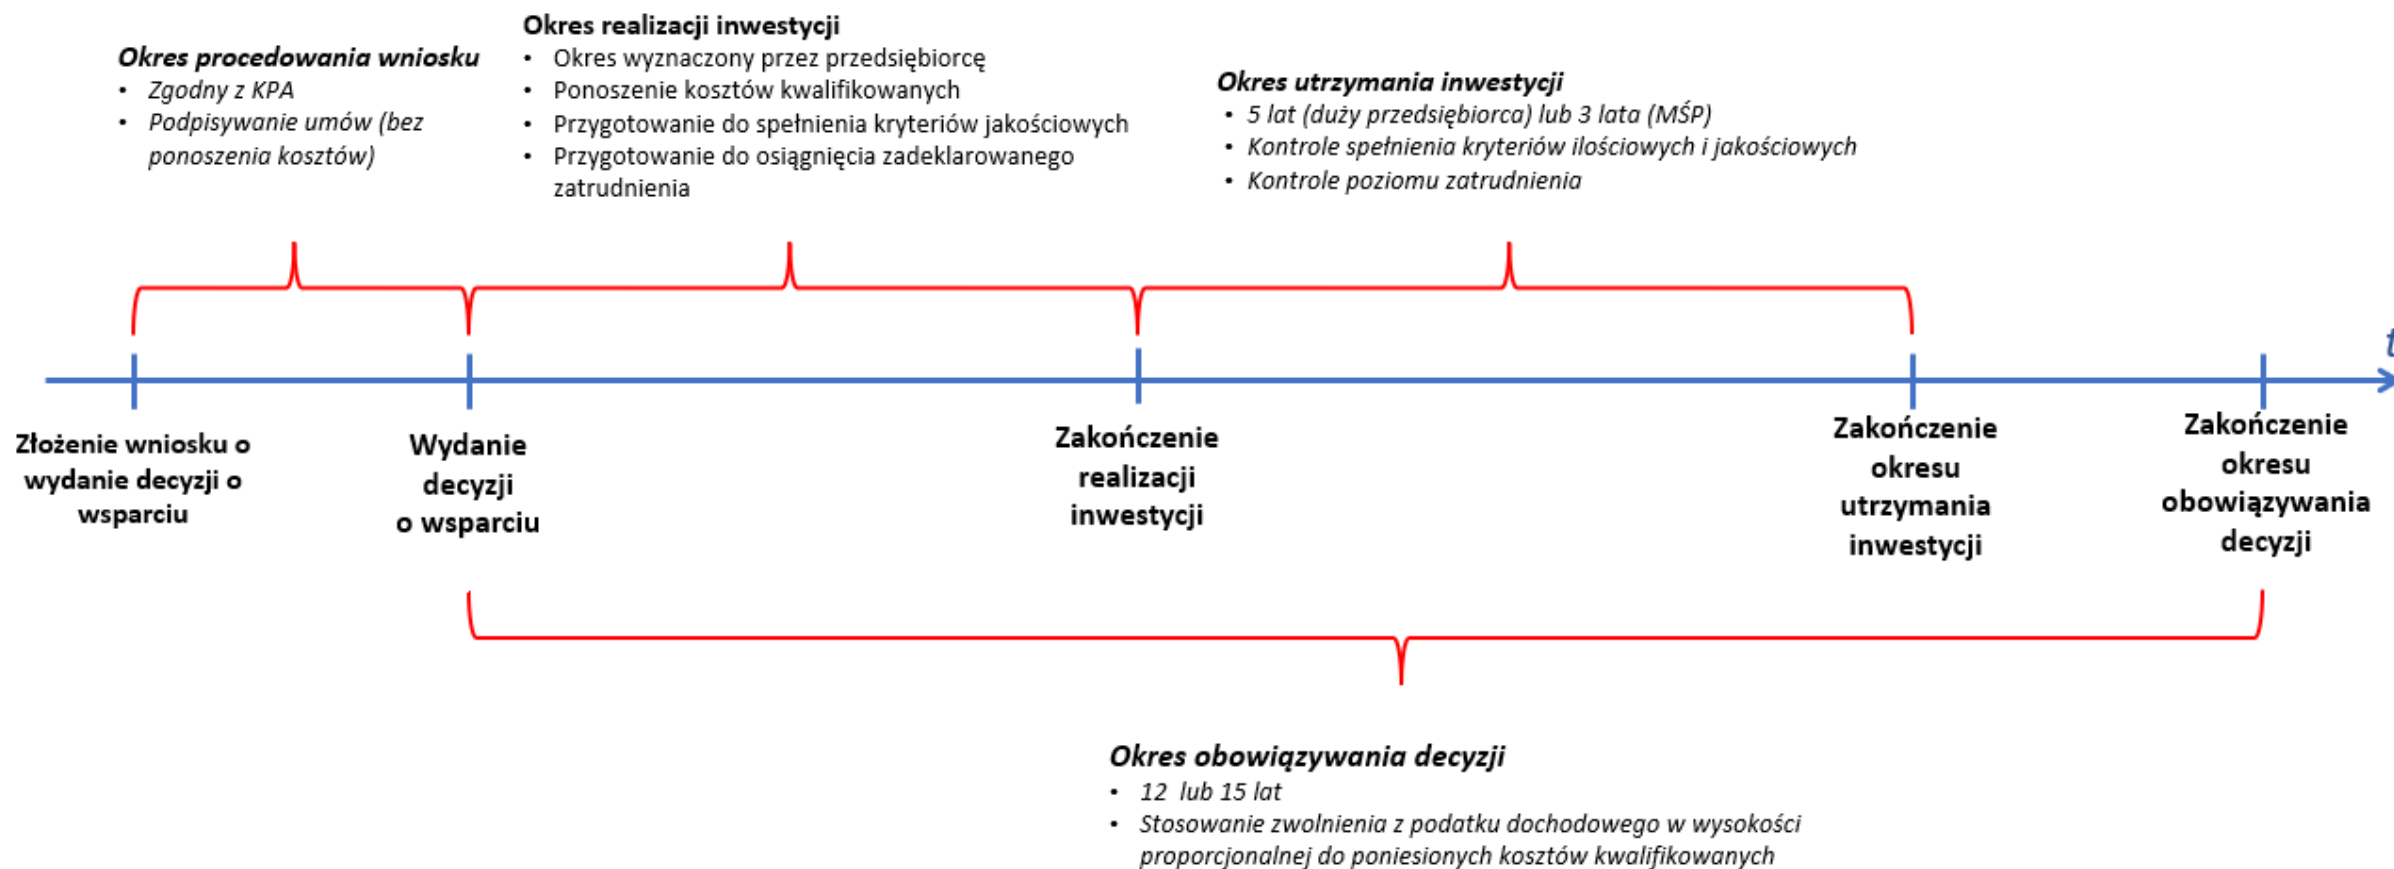 Okres procedowania wniosku
• Zgodny z KPA
• Podpisywanie umów (bez
ponoszenia kosztów)
Okres realizacji inwestycji
• Okres wyznaczony przez przedsiębiorcę
• Ponoszenie kosztów kwalifikowanych
• Przygotowanie do spełnienia kryteriów jakościowych
• Przygotowanie do osiągnięcia zadeklarowanego
zatrudnienia
Okres utrzymania inwestycji
• 5 lat (duży przedsiębiorca) lub 3 lata (MŚP)
• Kontrole spełnienia kryteriów ilościowych i jakościowych
• Kontrole poziomu zatrudnienia
t
Złożenie wniosku o
wydanie decyzji o
wsparciu
Wydanie
decyzji
o wsparciu
Zakończenie
realizacji
inwestycji
Zakończenie
okresu
utrzymania
inwestycji
Zakończenie
okresu
obowiązywania
decyzji
Okres obowiązywania decyzji
• 12 lub 15 lat
• Stosowanie zwolnienia z podatku dochodowego w wysokości
proporcjonalnej do poniesionych kosztów kwalifikowanych